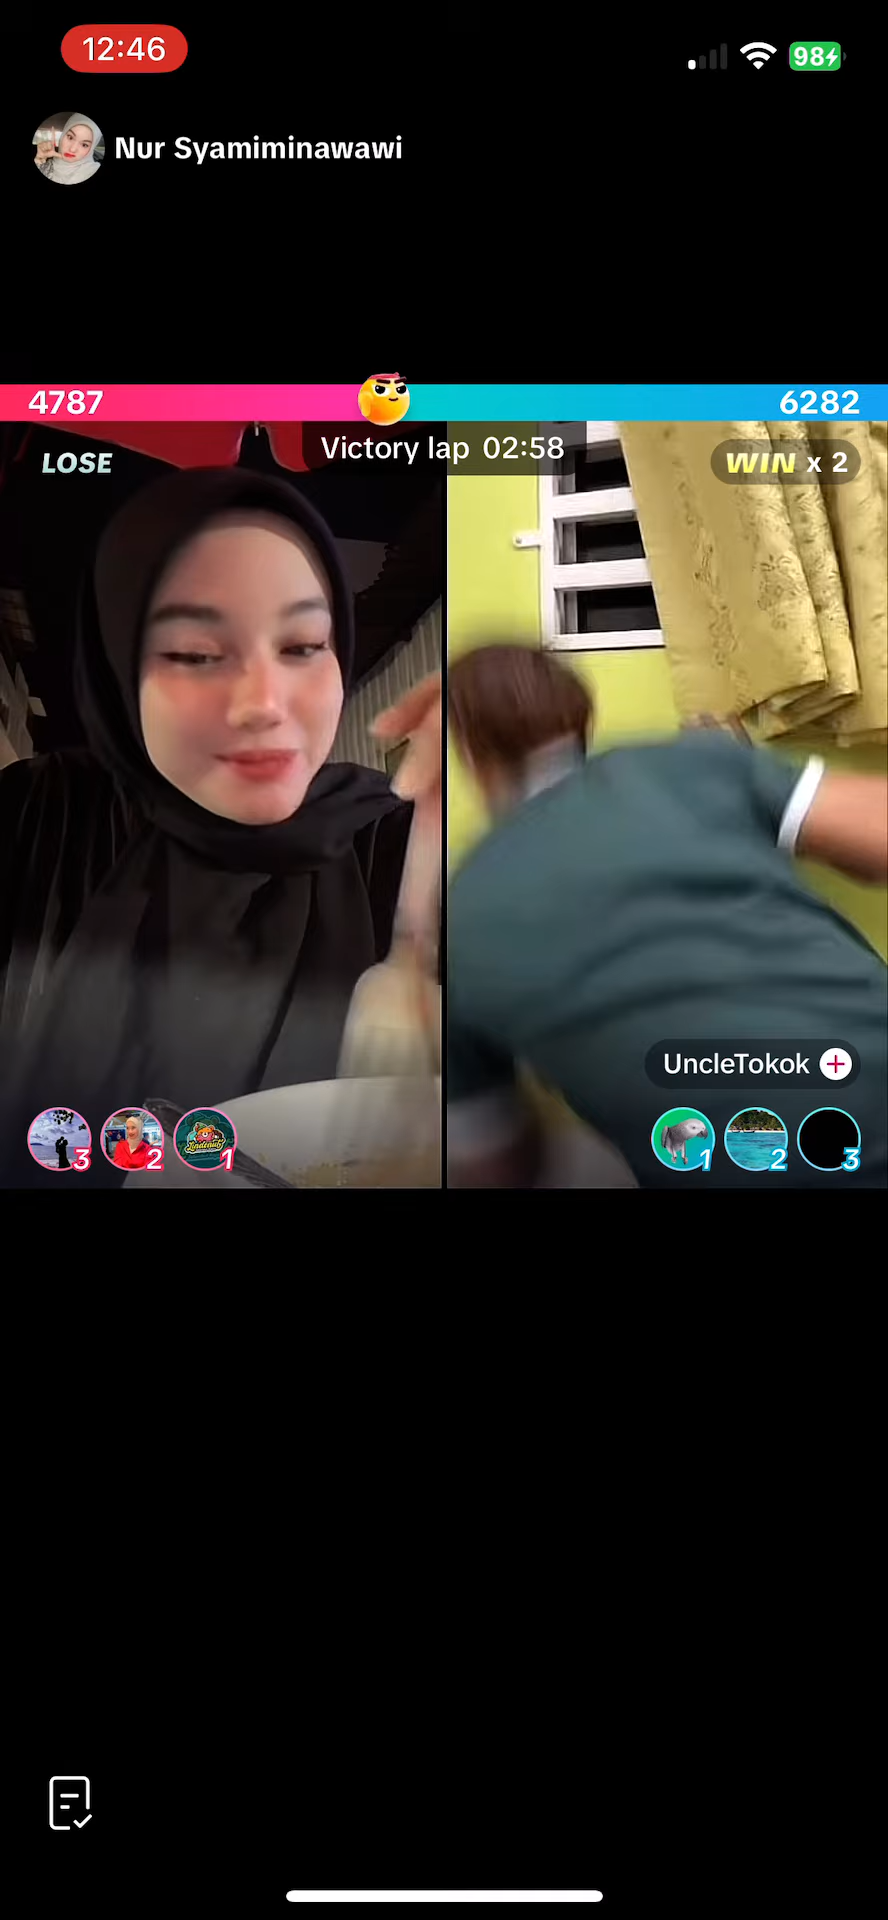 12:46
98
Nur Syamiminawawi
4787
6282
Victory lap 02:58
LOSE
WIN x 2
UncleTokok
3
2
1
1
2
3